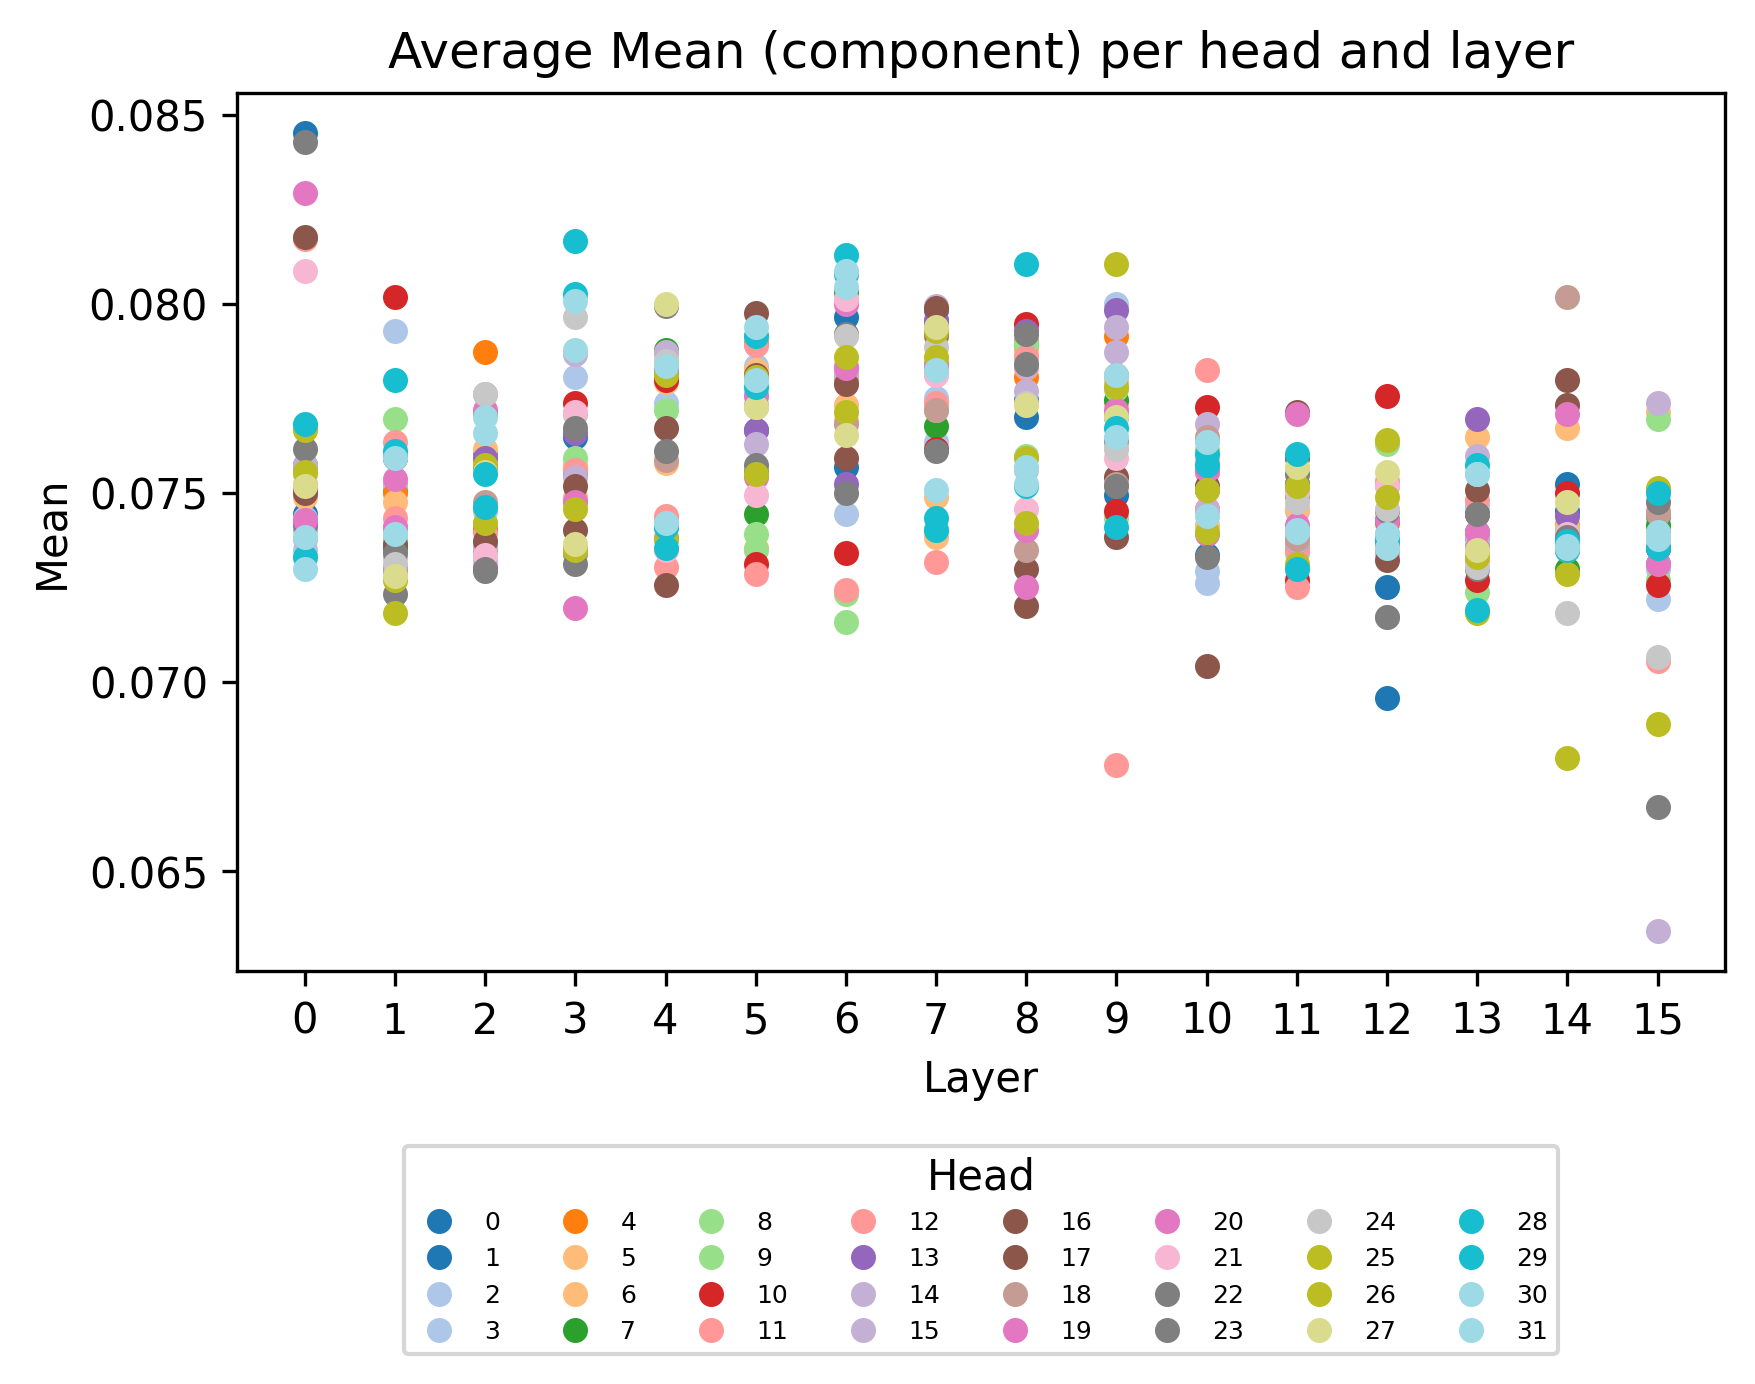 Average Mean (component) per head and layer
Mean
0.085
0.080
0.075
0.070
0.065
0 1 2 3 4 5 6 7 8 9 10 11 12 13 14 15
Layer
Head
0 4 8 12 16 20 24 28
1 5 9 13 17 21 25 29
2 6 10 14 18 22 26 30
3 7 11 15 19 23 27 31